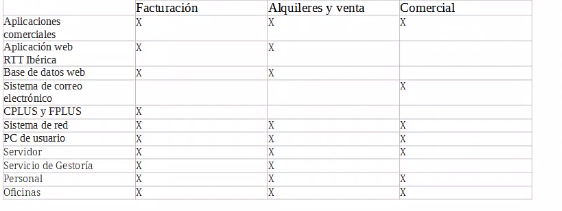 Facturación Alquileres y venta Comercial
Aplicaciones X X X
comerciales
Aplicación web X X
RTT Ibérica
Base de datos web X X
Sistema de correo X
electrónico
CPLUS y FPLUS X
Sistema de red X X X
PC de usuario X X X
Servidor X X X
Servicio de Gestoría X X
Personal X X X
Oficinas X X X